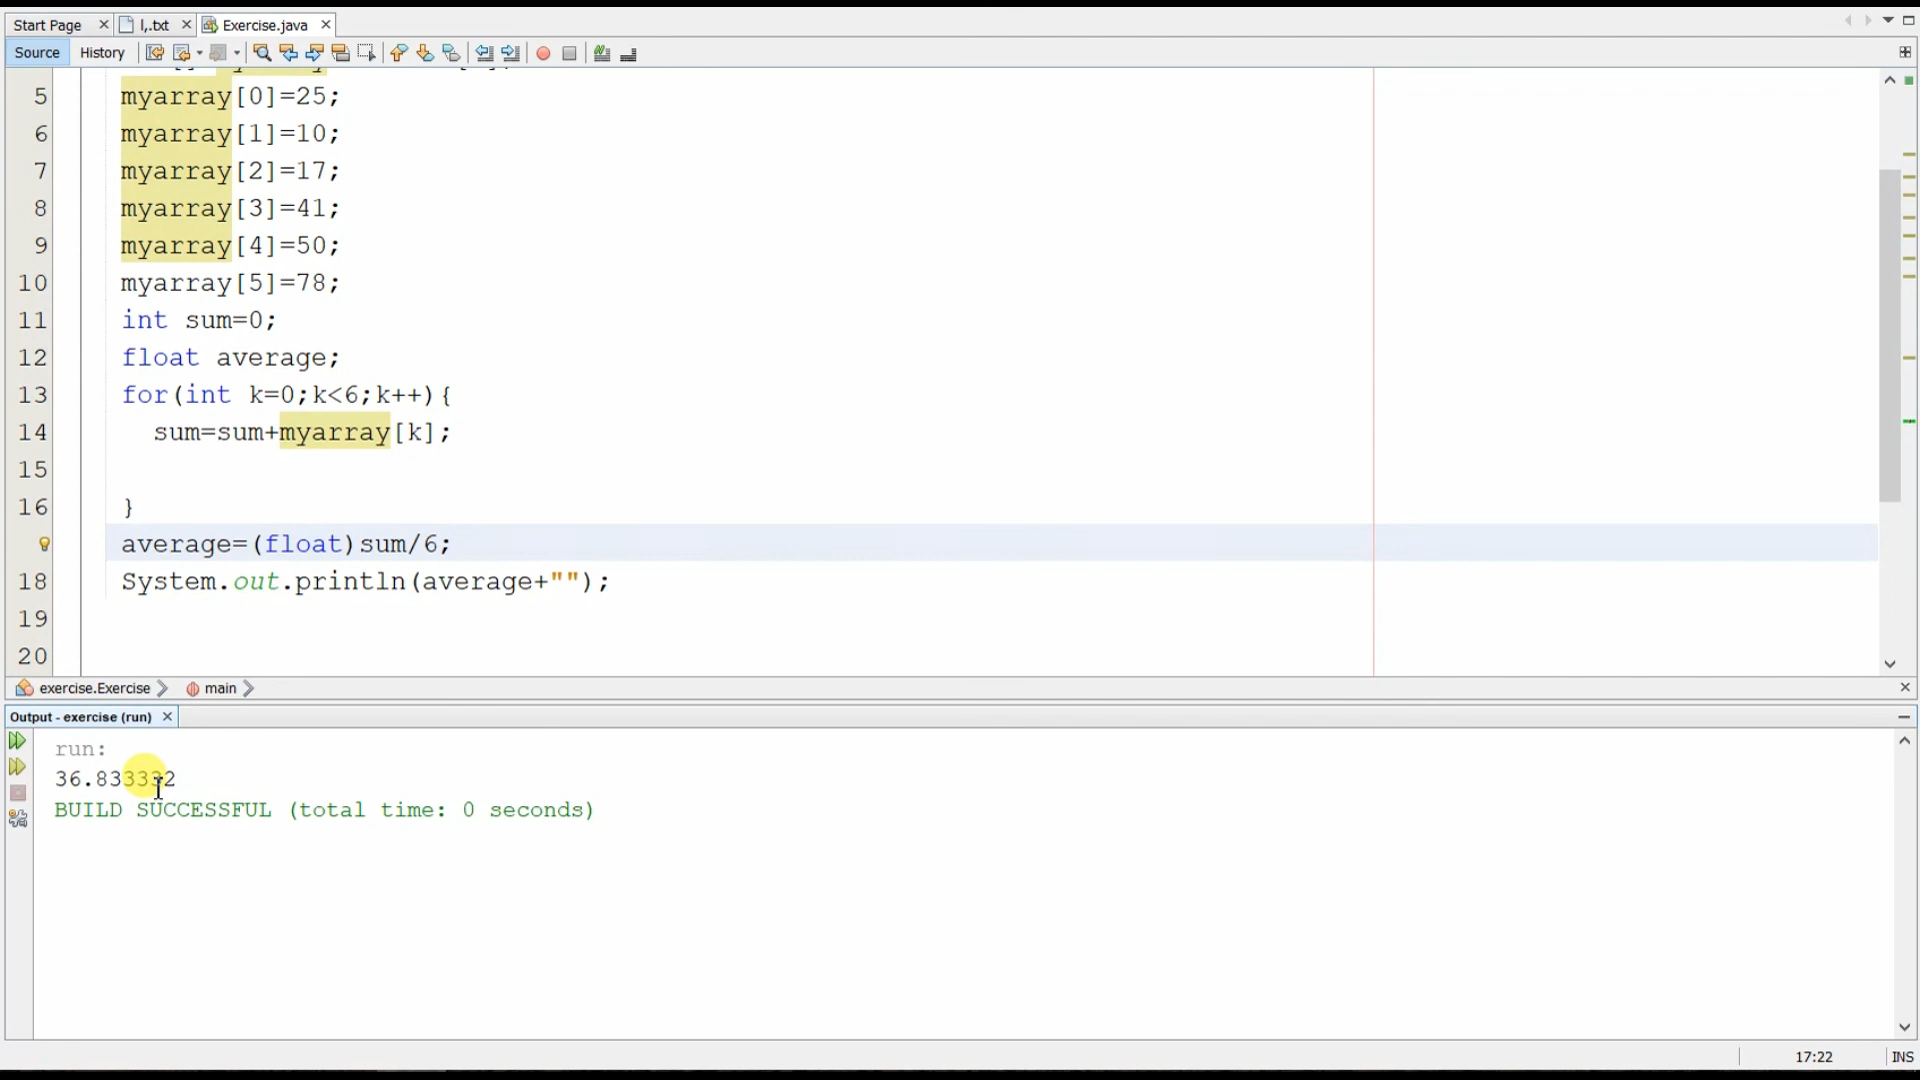 Start Page
l,.txt
Exercise.java
Source
History
5 myarray[0]=25;
6 myarray[1]=10;
7 myarray[2]=17;
8 myarray[3]=41;
9 myarray[4]=50;
10 myarray[5]=78;
11 int sum=0;
12 float average;
13 for(int k=0;k<6;k++){
14 sum=sum+myarray[k];
15
16 }
average=(float)sum/6;
18 System.out.println(average+"");
19
20
exercise.Exercise
main
Output - exercise (run)
run:
36.833332
BUILD SUCCESSFUL (total time: 0 seconds)
17:22
INS